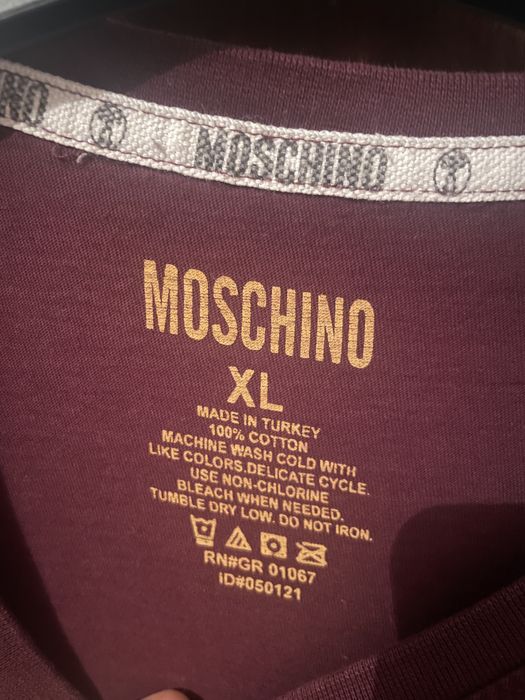 NO MOSCHINO
MOSCHINO
XL
MADE IN TURKEY
100% COTTON
MACHINE WASH COLD WITH
LIKE COLORS.DELICATE CYCLE.
USE NON-CHLORINE
BLEACH WHEN NEEDED.
TUMBLE DRY LOW. DO NOT IRON.
RN#GR 01067
ID#050121